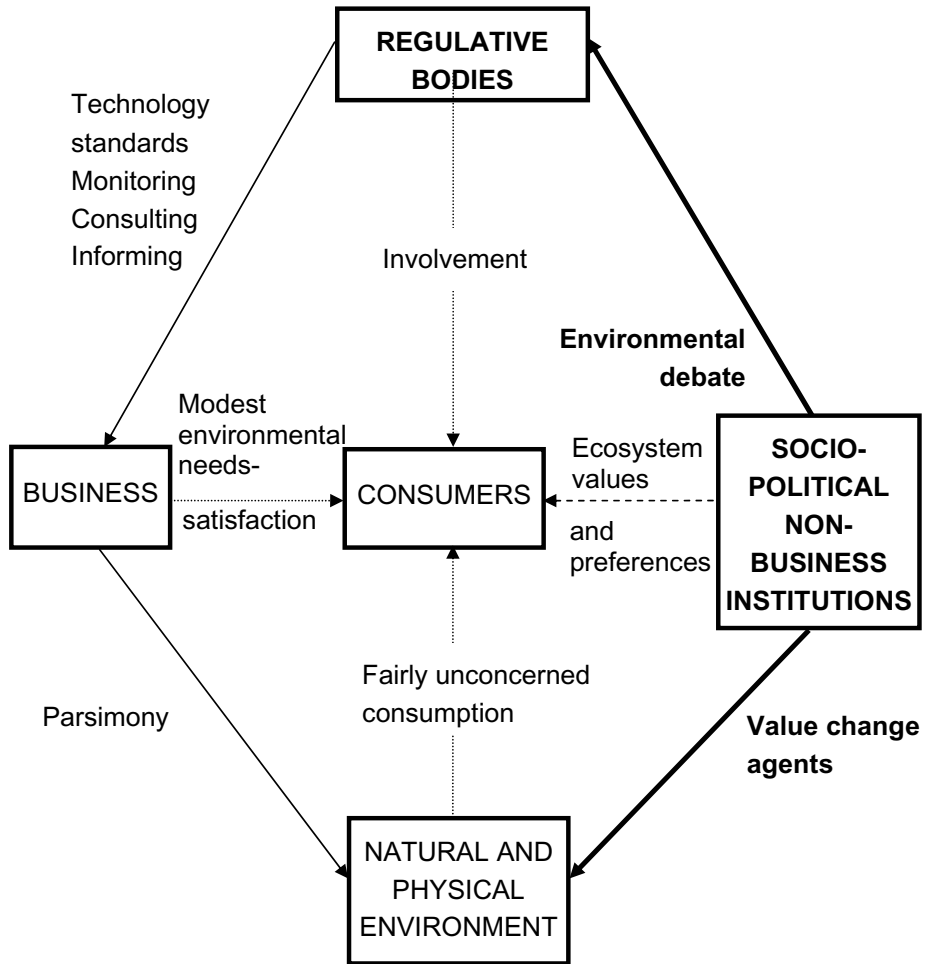 REGULATIVE
BODIES
Technology
standards
Monitoring
Consulting
Informing
Involvement
Environmental
debate
Modest
environmental
needs-
satisfaction
BUSINESS
CONSUMERS
Ecosystem
values
and
preferences
SOCIO-
POLITICAL
NON-
BUSINESS
INSTITUTIONS
Parsimony
Fairly unconcerned
consumption
Value change
agents
NATURAL AND
PHYSICAL
ENVIRONMENT